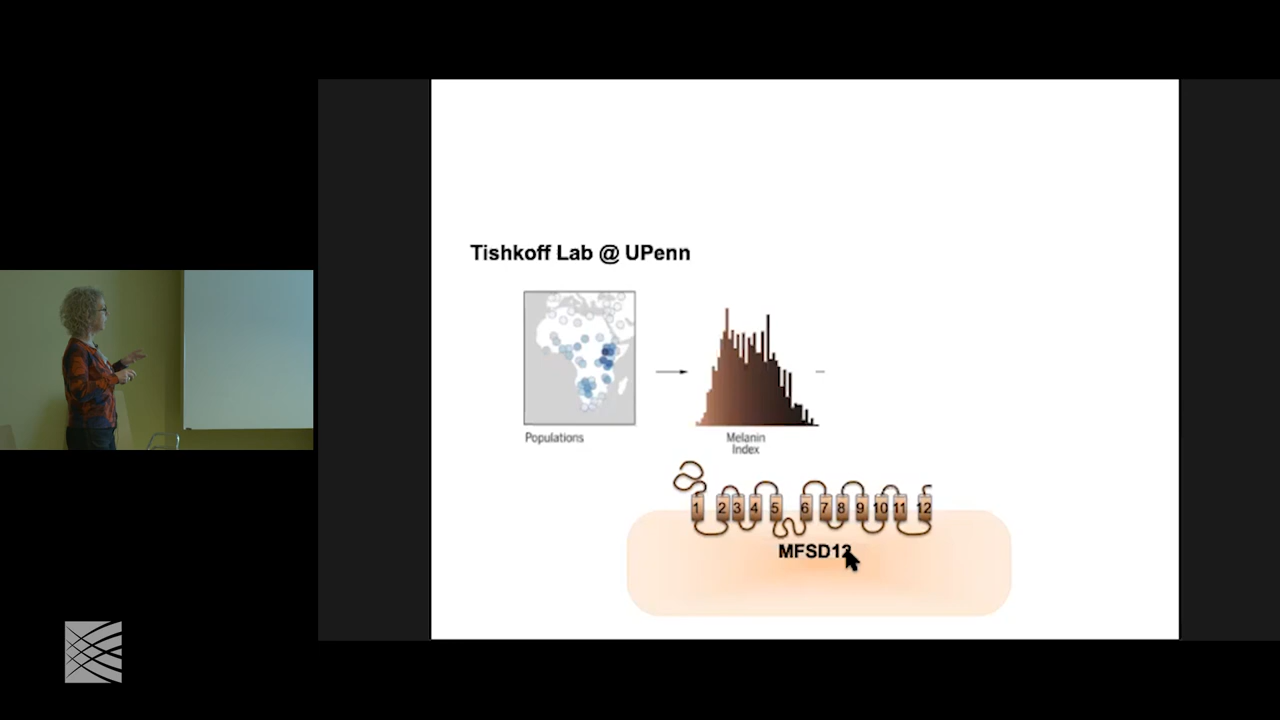 Tishkoff Lab @ UPenn
Populations
Melanin
Index
1 2 3 4 5 6 7 8 9 10 11 12
MFSD12